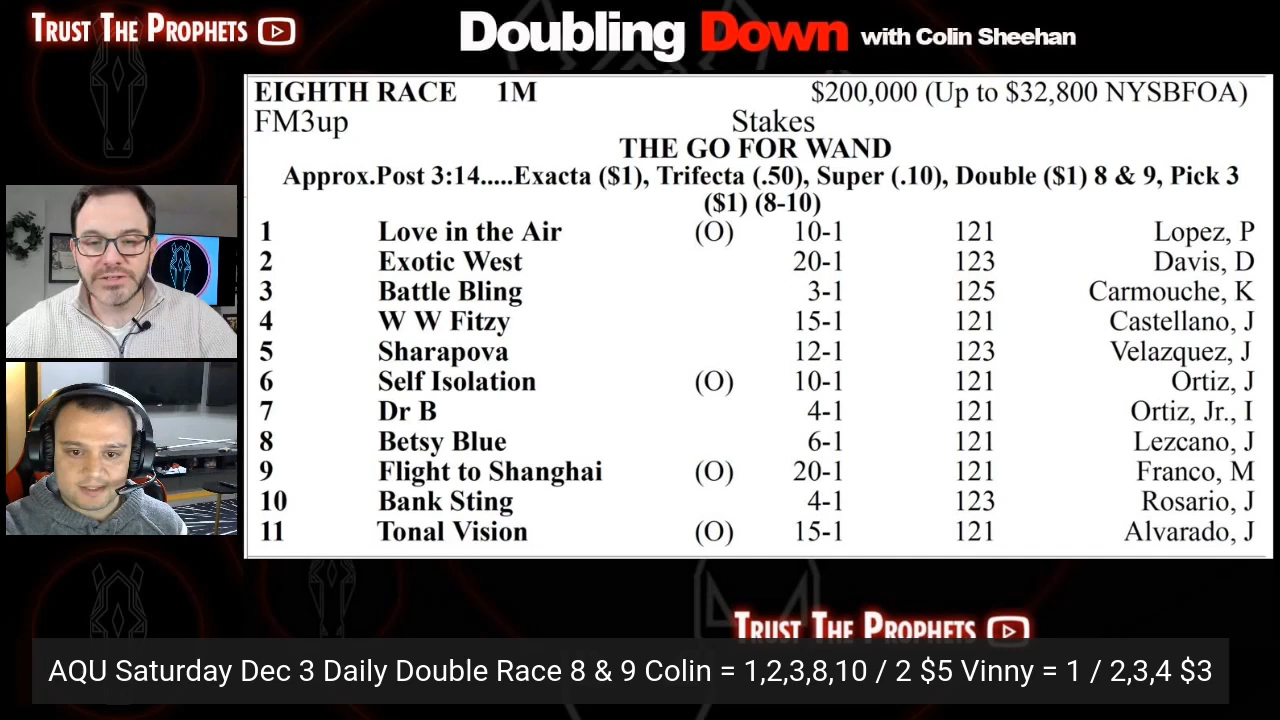 TRUST THE PROPHETS
Doubling Down with Colin Sheehan
EIGHTH RACE 1M $200,000 (Up to $32,800 NYSBFOA)
FM3up Stakes
THE GO FOR WAND
Approx.Post 3:14.....Exacta ($1), Trifecta (.50), Super (.10), Double ($1) 8 & 9, Pick 3
($1) (8-10)
1 Love in the Air (O) 10-1 121 Lopez, P
2 Exotic West 20-1 123 Davis, D
3 Battle Bling 3-1 125 Carmouche, K
4 W W Fitzy 15-1 121 Castellano, J
5 Sharapova 12-1 123 Velazquez, J
6 Self Isolation (O) 10-1 121 Ortiz, J
7 Dr B 4-1 121 Ortiz, Jr., I
8 Betsy Blue 6-1 121 Lezcano, J
9 Flight to Shanghai (O) 20-1 121 Franco, M
10 Bank Sting 4-1 123 Rosario, J
11 Tonal Vision (O) 15-1 121 Alvarado, J
TRUST THE PROPHETS
AQU Saturday Dec 3 Daily Double Race 8 & 9 Colin = 1,2,3,8,10 / 2 $5 Vinny = 1 / 2,3,4 $3